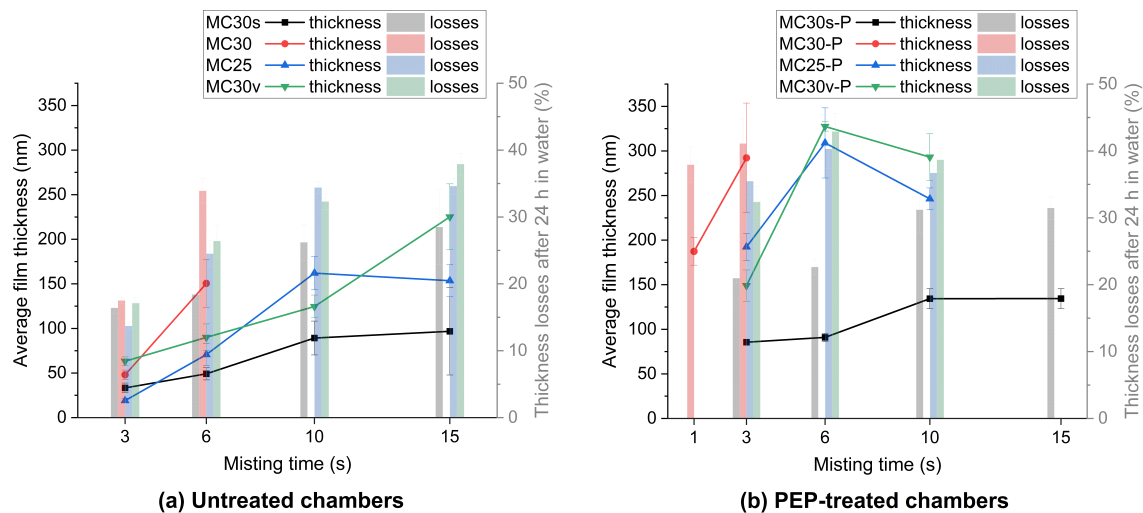 MC30s thickness losses
MC30 thickness losses
MC25 thickness losses
MC30v thickness losses
Average film thickness (nm)
350
300
250
200
150
100
50
0
3 6 10 15
Misting time (s)
50
40
30
20
10
0
Thickness losses after 24 h in water (%)
(a) Untreated chambers
MC30s-P thickness losses
MC30-P thickness losses
MC25-P thickness losses
MC30v-P thickness losses
Average film thickness (nm)
350
300
250
200
150
100
50
0
1 3 6 10 15
Misting time (s)
50
40
30
20
10
0
Thickness losses after 24 h in water (%)
(b) PEP-treated chambers